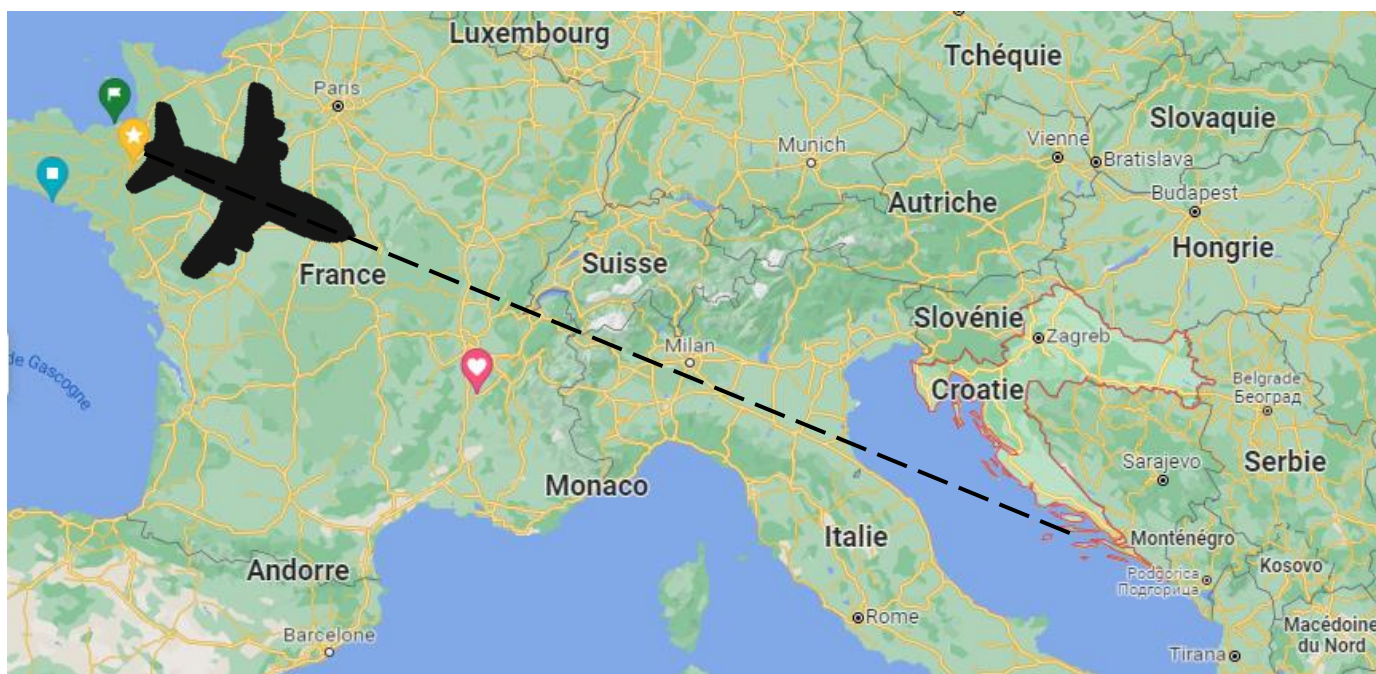 Luxembourg
Tchéquie
Paris
Slovaquie
Vienne
Munich
Bratislava
Budapest
Autriche
Hongrie
Suisse
France
Slovénie
Zagreb
Milan
de Gascogne
Croatie
Belgrade
Београд
Sarajevo
Serbie
Monaco
Italie
Monténégro
Andorre
Kosovo
Podgorica
Подгорица
Rome
Macédoine
du Nord
Barcelone
Tirana